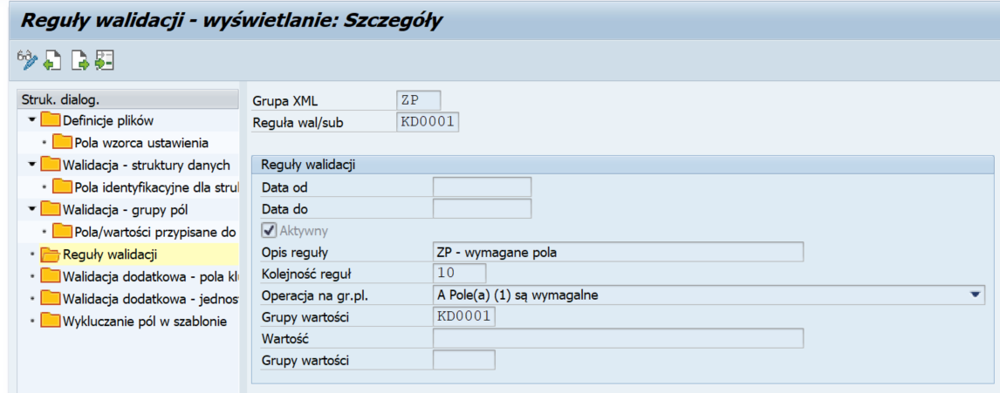 Reguły walidacji - wyświetlanie: Szczegóły
Struk. dialog.
Definicje plików
Pola wzorca ustawienia
Walidacja - struktury danych
Pola identyfikacyjne dla stru
Walidacja - grupy pól
Pola/wartości przypisane do
Reguły walidacji
Walidacja dodatkowa - pola kl
Walidacja dodatkowa - jednos
Wykluczanie pól w szablonie
Grupa XML ZP
Reguła wal/sub KD0001
Reguły walidacji
Data od
Data do
Aktywny
Opis reguły ZP - wymagane pola
Kolejność reguł 10
Operacja na gr.pl. A Pole(a) (1) są wymagalne
Grupy wartości KD0001
Wartość
Grupy wartości